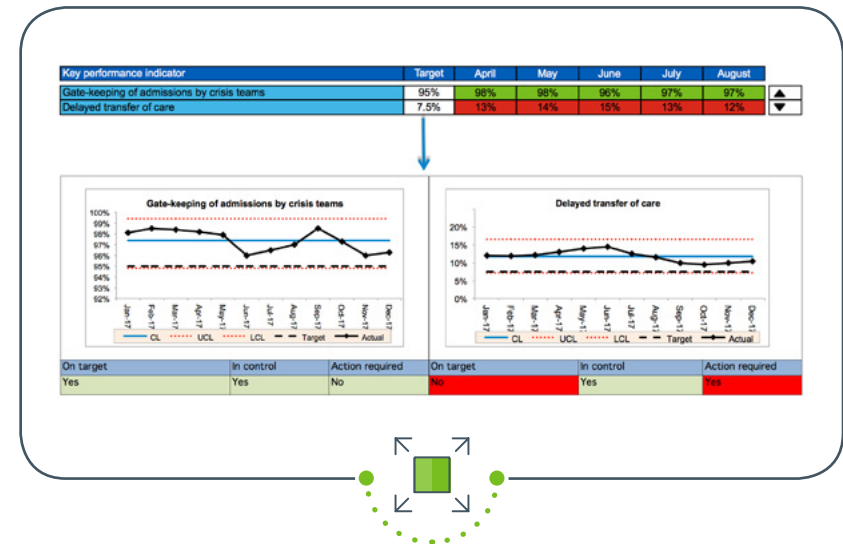 Key performance indicator Target April May June July August
Gate-keeping of admissions by crisis teams 95% 98% 98% 96% 97% 97%
Delayed transfer of care 7.5% 13% 14% 15% 13% 12%
Gate-keeping of admissions by crisis teams
100%
99%
98%
97%
96%
95%
94%
93%
92%
Jan-17 Feb-17 Mar-17 Apr-17 May-17 Jun-17 Jul-17 Aug-17 Sep-17 Oct-17 Nov-17 Dec-17
CL UCL LCL Target Actual
Delayed transfer of care
20%
15%
10%
5%
0%
Jan-17 Feb-17 Mar-17 Apr-17 May-17 Jun-17 Jul-17 Aug-17 Sep-17 Oct-17 Nov-17 Dec-17
CL UCL LCL Target Actual
On target In control Action required On target In control Action required
Yes Yes No No Yes Yes